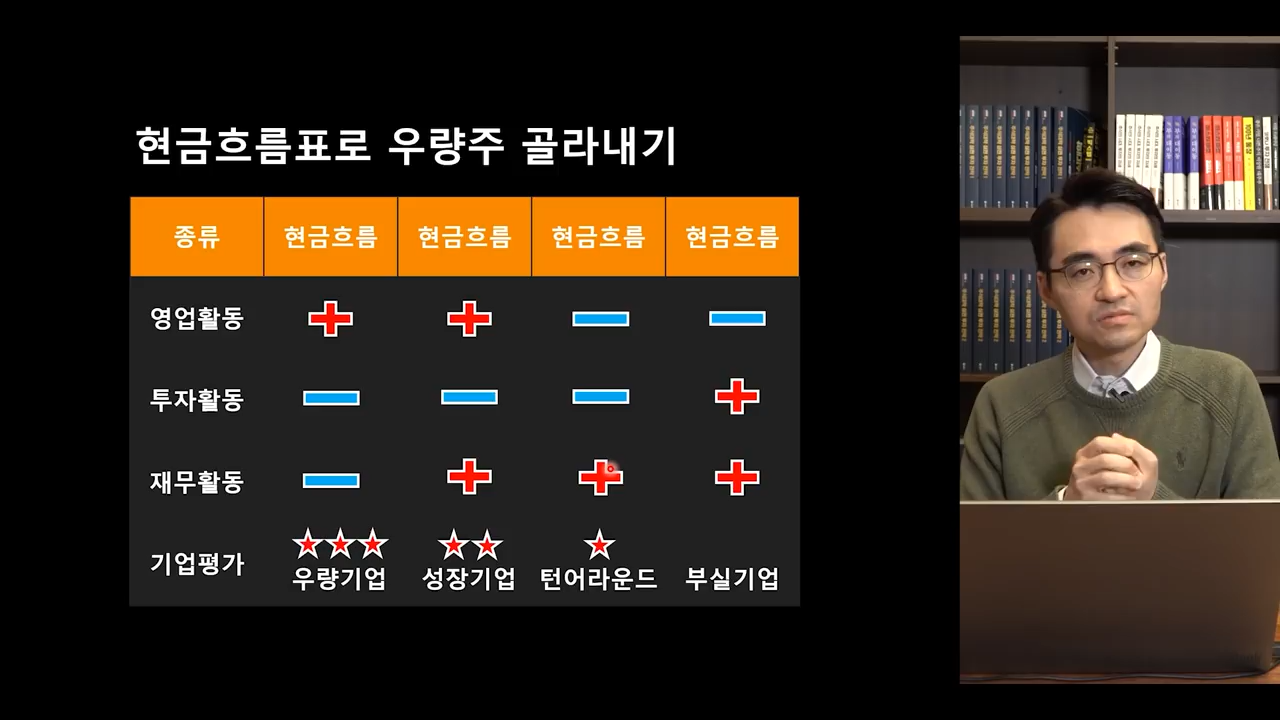 현금흐름표로 우량주 골라내기
종류 현금흐름 현금흐름 현금흐름 현금흐름
영업활동 + + - -
투자활동 - - - +
재무활동 - + + +
기업평가 ★★★ ★★ ★
우량기업 성장기업 턴어라운드 부실기업